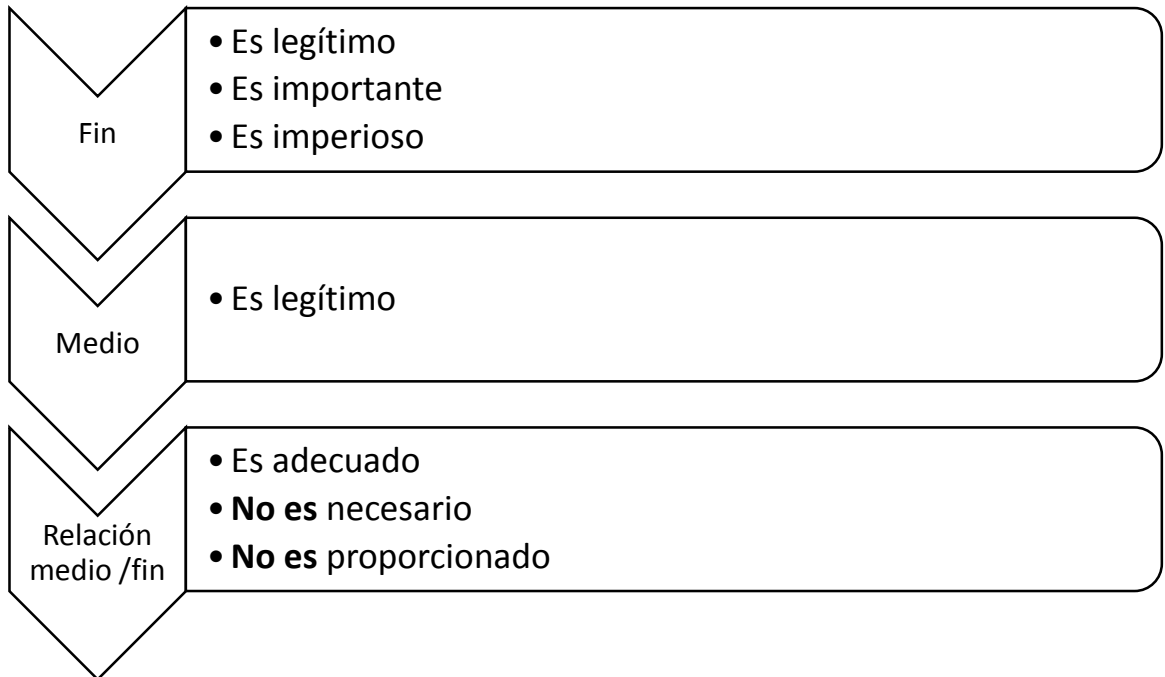 Fin
• Es legítimo
• Es importante
• Es imperioso
Medio
• Es legítimo
Relación
medio /fin
• Es adecuado
• No es necesario
• No es proporcionado